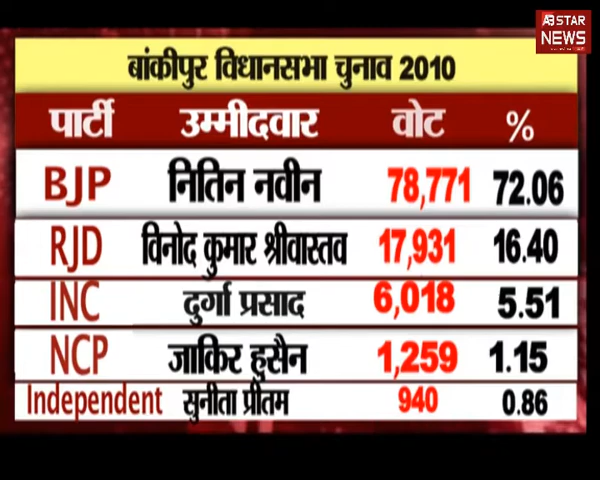 A3 STAR
NEWS
बांकीपुर विधानसभा चुनाव 2010
पार्टी उम्मीदवार वोट %
BJP नितिन नवीन 78,771 72.06
RJD विनोद कुमार श्रीवास्तव 17,931 16.40
INC दुर्गा प्रसाद 6,018 5.51
NCP जाकिर हुसैन 1,259 1.15
Independent सुनीता प्रीतम 940 0.86